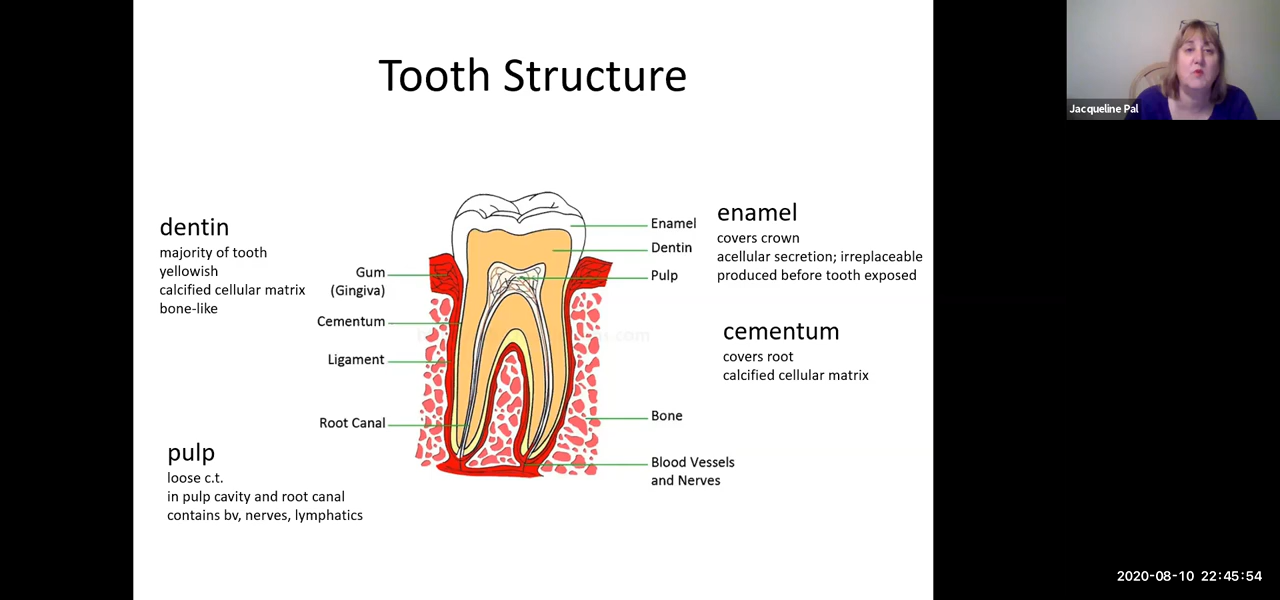 Tooth Structure
dentin
majority of tooth
yellowish
calcified cellular matrix
bone-like
pulp
loose c.t.
in pulp cavity and root canal
contains bv, nerves, lymphatics
Gum
(Gingiva)
Cementum
Ligament
Root Canal
Enamel
Dentin
Pulp
Bone
Blood Vessels
and Nerves
enamel
covers crown
acellular secretion; irreplaceable
produced before tooth exposed
cementum
covers root
calcified cellular matrix
Jacqueline Pal
2020-08-10 22:45:54